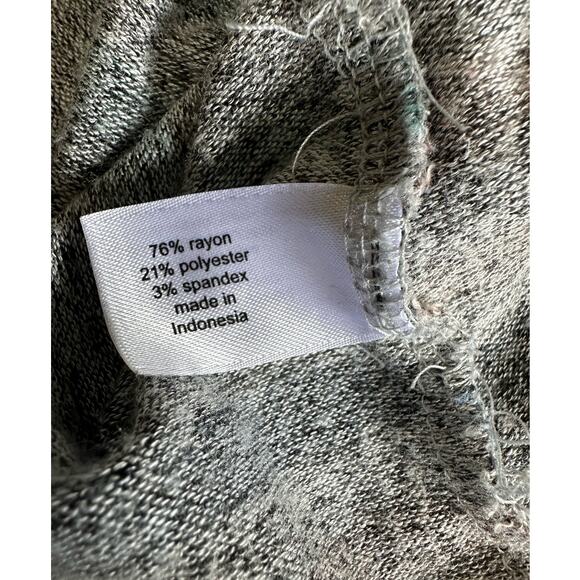 76% rayon
21% polyester
3% spandex
made in
Indonesia